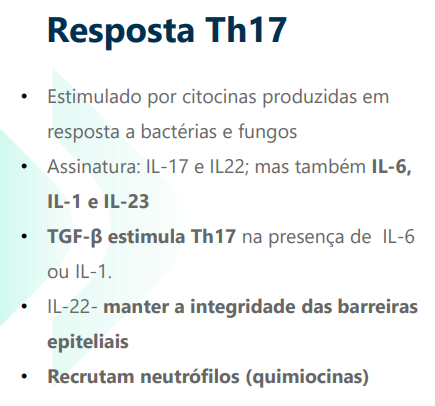 Resposta Th17
• Estimulado por citocinas produzidas em
resposta a bactérias e fungos
• Assinatura: IL-17 e IL22; mas também IL-6,
IL-1 e IL-23
• TGF-β estimula Th17 na presença de IL-6
ou IL-1.
• IL-22- manter a integridade das barreiras
epiteliais
• Recrutam neutrófilos (quimiocinas)